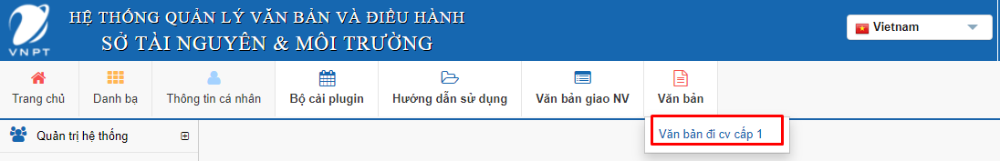 HỆ THỐNG QUẢN LÝ VĂN BẢN VÀ ĐIỀU HÀNH
SỞ TÀI NGUYÊN & MÔI TRƯỜNG
VNPT
Vietnam
Trang chủ
Danh bạ
Thông tin cá nhân
Bộ cài plugin
Hướng dẫn sử dụng
Văn bản giao NV
Văn bản
Văn bản đi cv cấp 1
Quản trị hệ thống